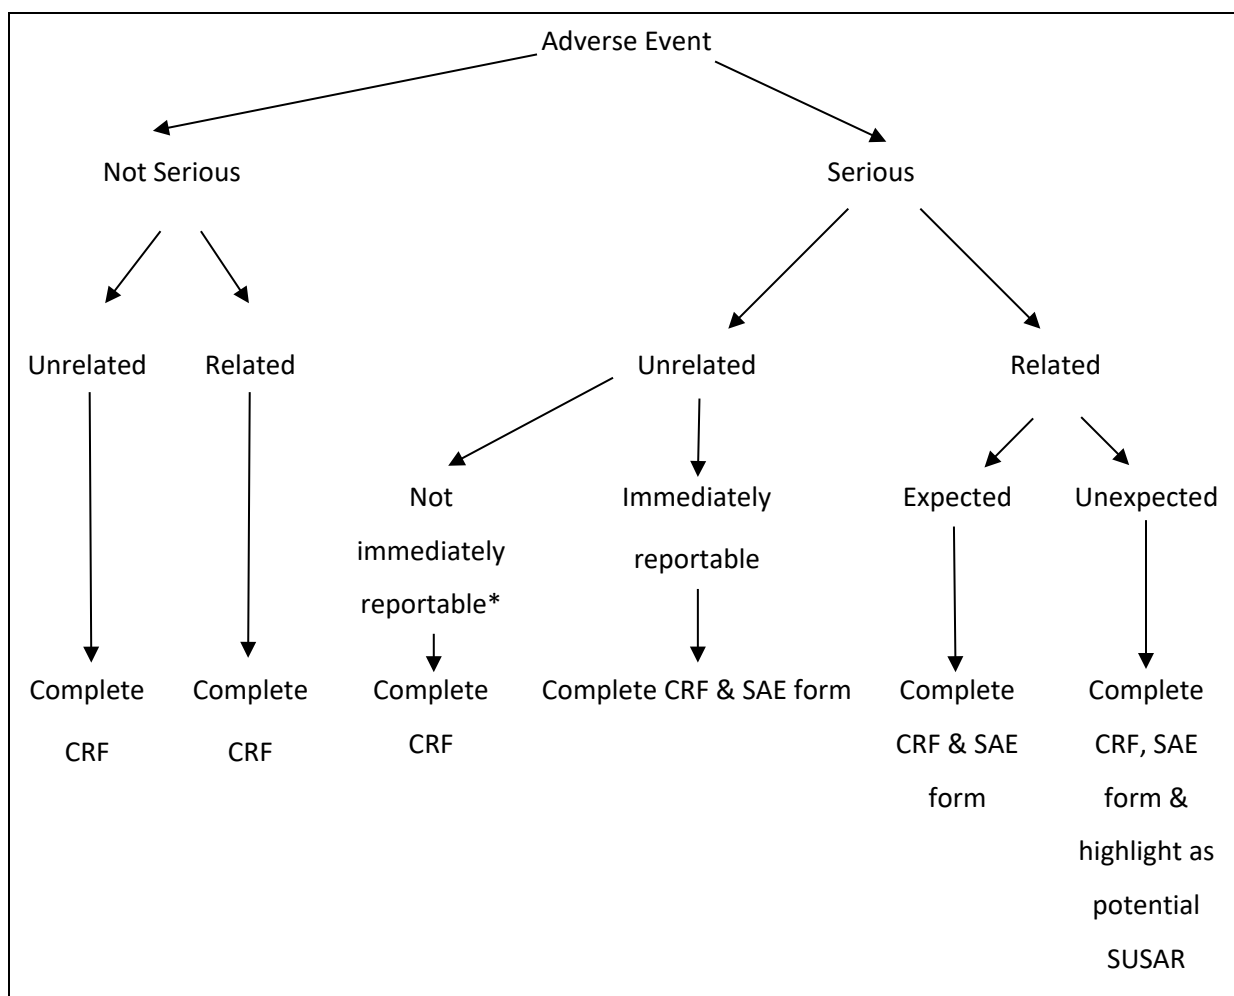 Adverse Event
Not Serious
Serious
Unrelated
Related
Unrelated
Related
Not
immediately
reportable*
Immediately
reportable
Expected
Unexpected
Complete
CRF
Complete
CRF
Complete
CRF
Complete CRF & SAE form
Complete
CRF & SAE
form
Complete
CRF, SAE
form &
highlight as
potential
SUSAR